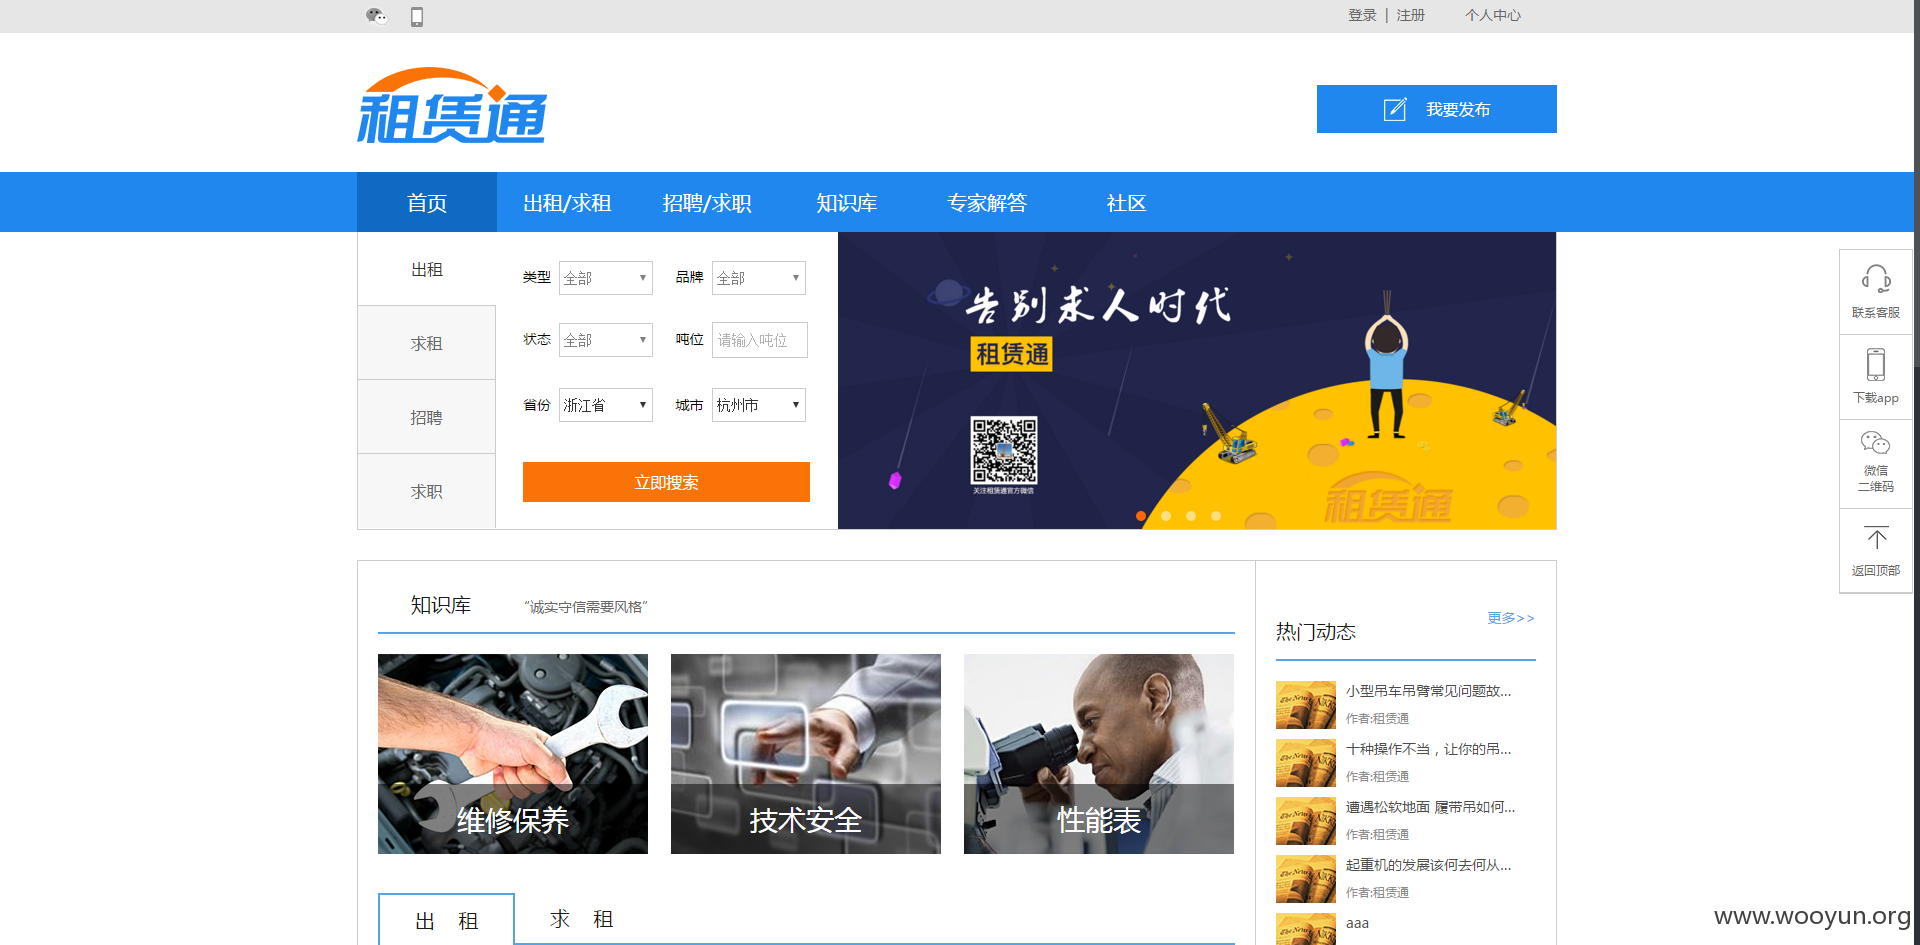 登录 | 注册 个人中心
租赁通
我要发布
首页 出租/求租 招聘/求职 知识库 专家解答 社区
出租
求租
招聘
求职
类型 全部 品牌 全部
状态 全部 吨位 请输入吨位
省份 浙江省 城市 杭州市
立即搜索
告别求人时代
租赁通
关注租赁通官方微信
租赁通
联系客服
下载app
微信
二维码
返回顶部
知识库 “诚实守信需要风格”
维修保养
技术安全
性能表
出 租 求 租
热门动态 更多>>
小型吊车吊臂常见问题故...
作者:租赁通
十种操作不当，让你的吊...
作者:租赁通
遭遇松软地面 履带吊如何...
作者:租赁通
起重机的发展该何去何从...
作者:租赁通
aaa
www.wooyun.org